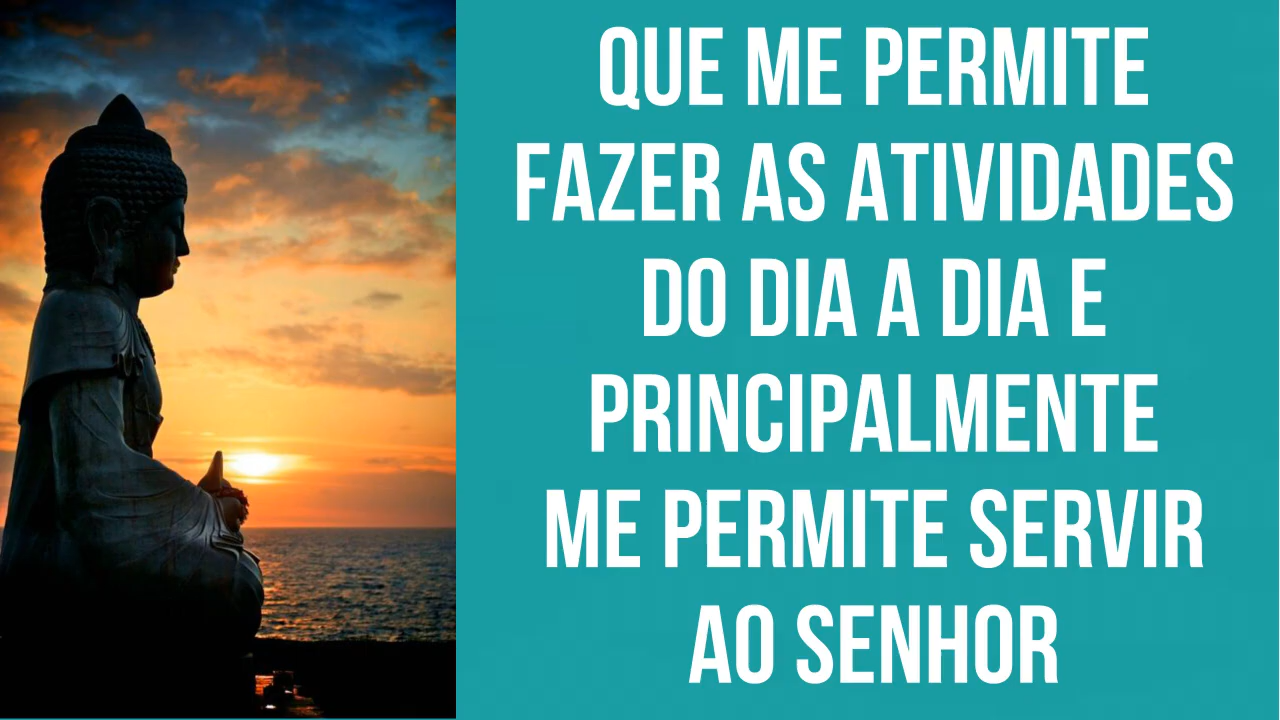 QUE ME PERMITE
FAZER AS ATIVIDADES
DO DIA A DIA E
PRINCIPALMENTE
ME PERMITE SERVIR
AO SENHOR